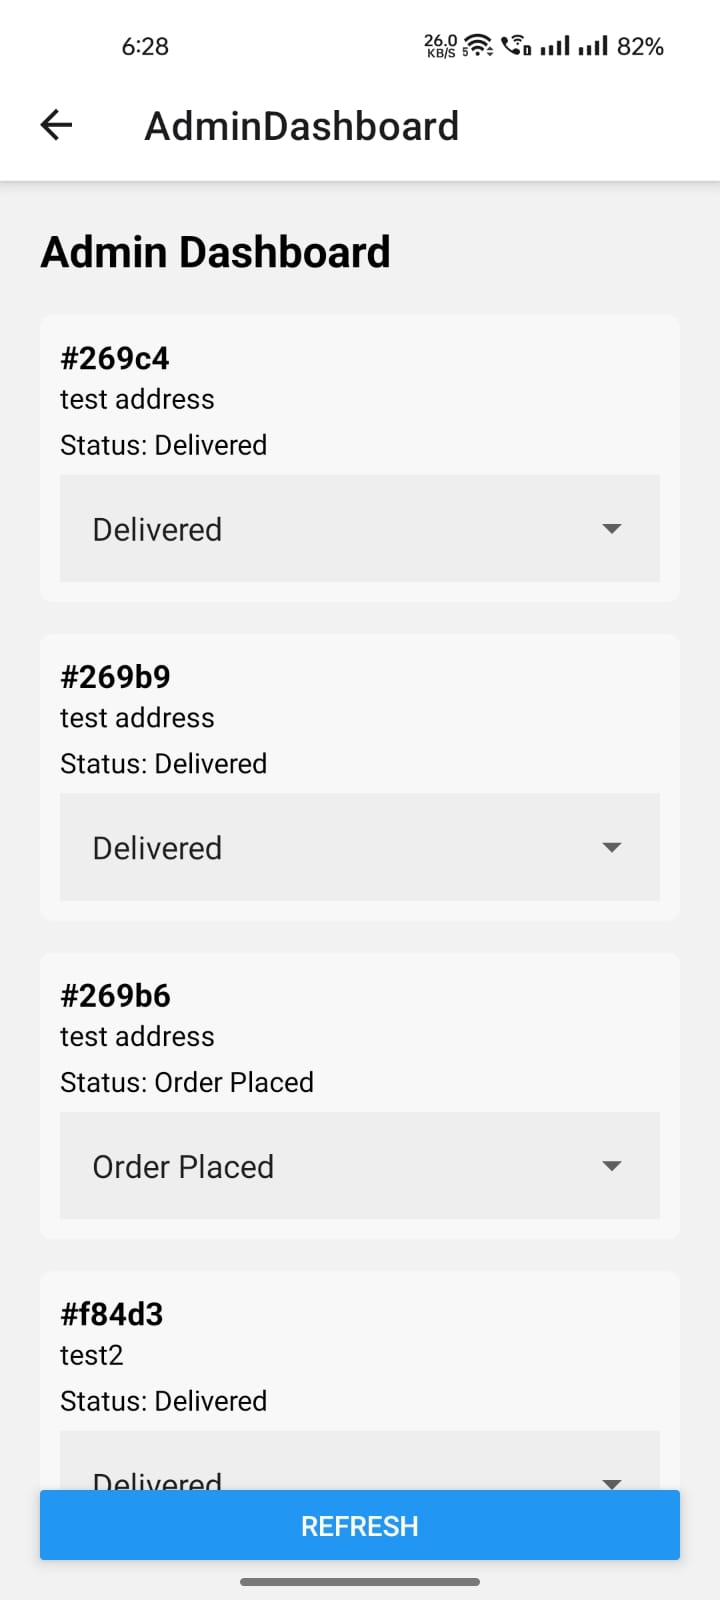 6:28 26.0 KB/S 5 82%
AdminDashboard
Admin Dashboard
#269c4
test address
Status: Delivered
Delivered
#269b9
test address
Status: Delivered
Delivered
#269b6
test address
Status: Order Placed
Order Placed
#f84d3
test2
Status: Delivered
Delivered
REFRESH